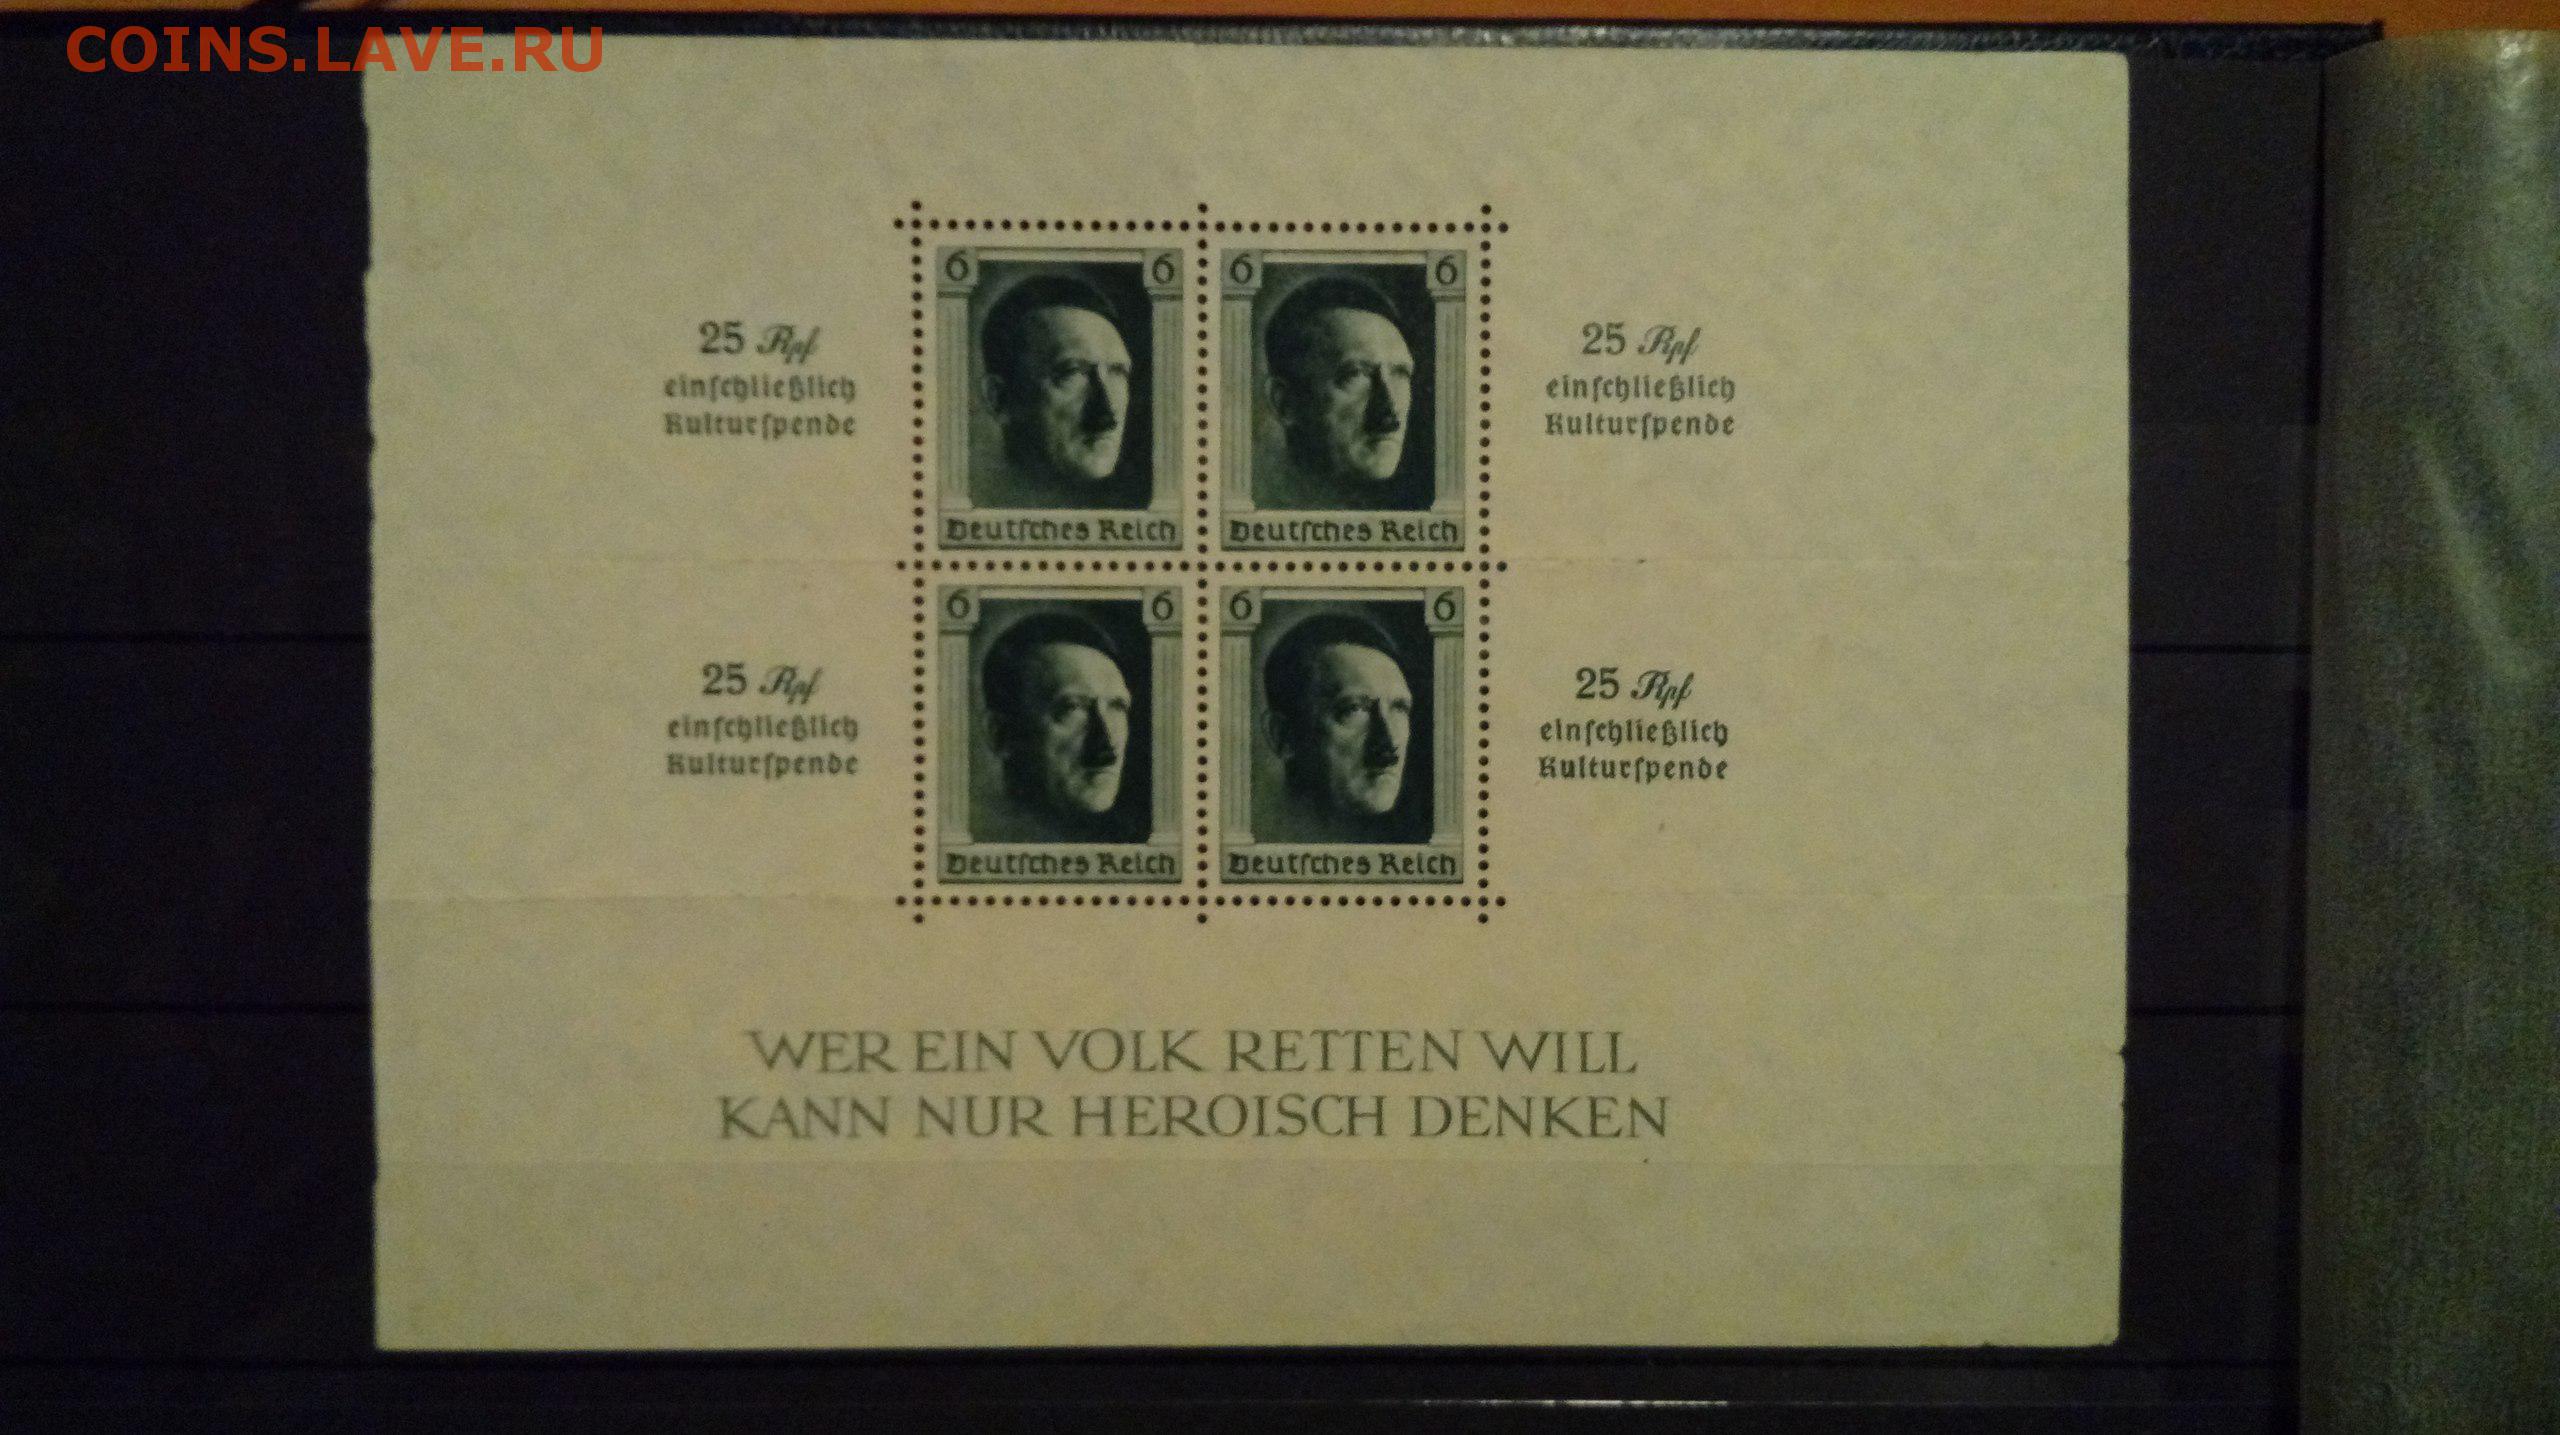 COINS.LAVE.RU
6 6
6 6
25 Rpf
einſchließlich
Kulturſpende
25 Rpf
einſchließlich
Kulturſpende
Deutſches Reich
Deutſches Reich
6 6
6 6
25 Rpf
einſchließlich
Kulturſpende
25 Rpf
einſchließlich
Kulturſpende
Deutſches Reich
Deutſches Reich
WER EIN VOLK RETTEN WILL
KANN NUR HEROISCH DENKEN